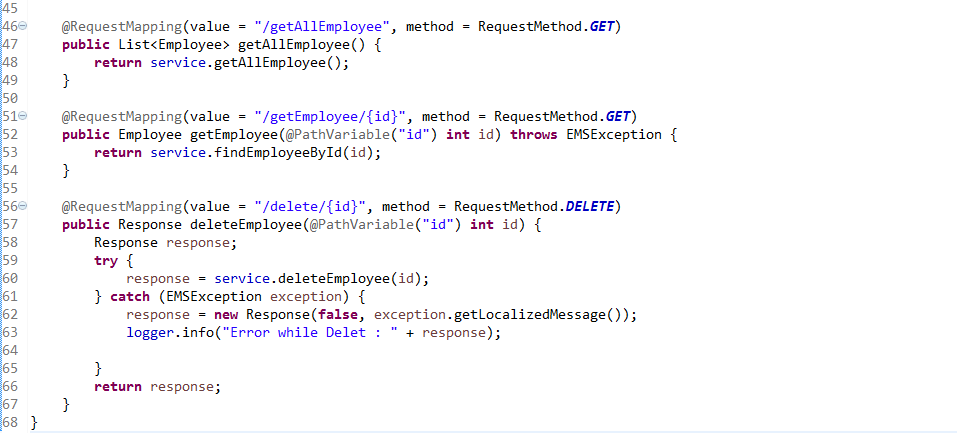 45
46 @RequestMapping(value = "/getAllEmployee", method = RequestMethod.GET)
47 public List<Employee> getAllEmployee() {
48 return service.getAllEmployee();
49 }
50
51 @RequestMapping(value = "/getEmployee/{id}", method = RequestMethod.GET)
52 public Employee getEmployee(@PathVariable("id") int id) throws EMSException {
53 return service.findEmployeeById(id);
54 }
55
56 @RequestMapping(value = "/delete/{id}", method = RequestMethod.DELETE)
57 public Response deleteEmployee(@PathVariable("id") int id) {
58 Response response;
59 try {
60 response = service.deleteEmployee(id);
61 } catch (EMSException exception) {
62 response = new Response(false, exception.getLocalizedMessage());
63 logger.info("Error while Delet : " + response);
64
65 }
66 return response;
67 }
68 }